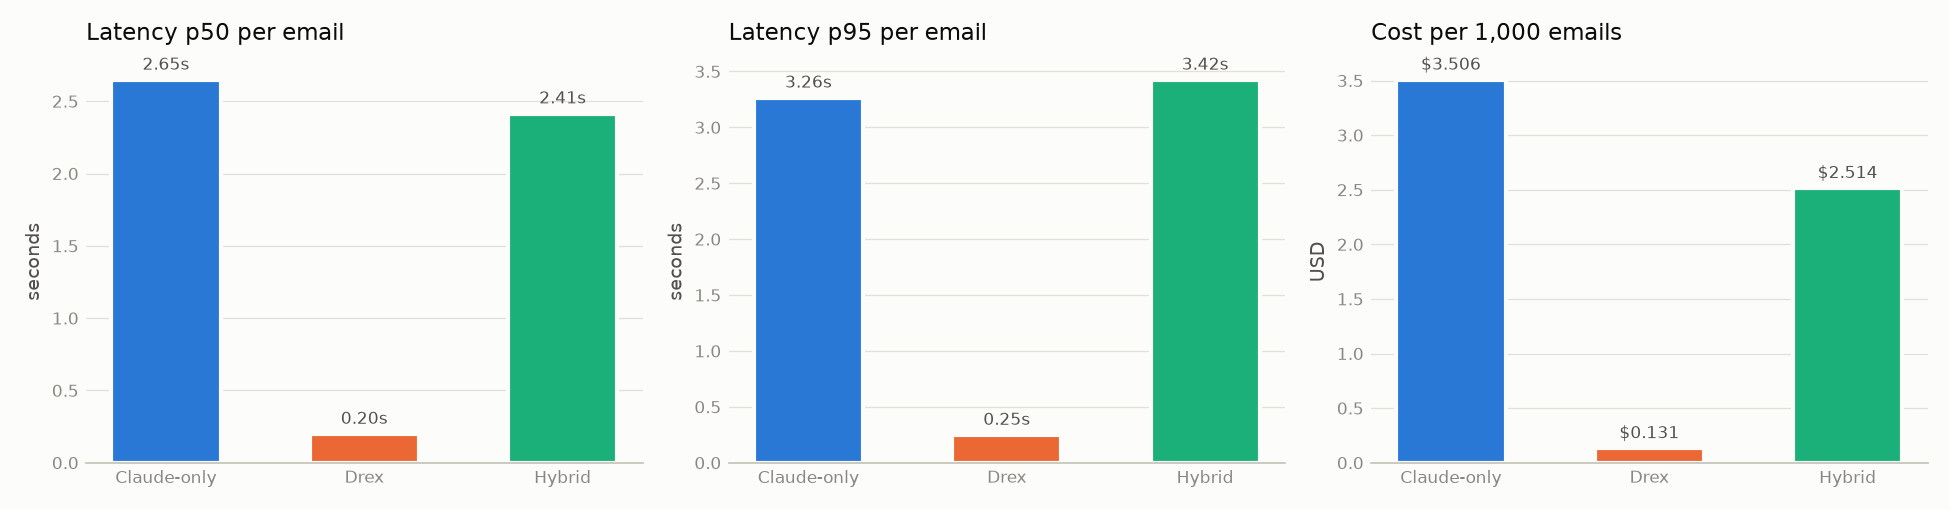 Latency p50 per email
2.65s
2.41s
0.20s
2.5
2.0
1.5
1.0
0.5
0.0
seconds
Claude-only
Drex
Hybrid
Latency p95 per email
3.26s
3.42s
0.25s
3.5
3.0
2.5
2.0
1.5
1.0
0.5
0.0
seconds
Claude-only
Drex
Hybrid
Cost per 1,000 emails
$3.506
$2.514
$0.131
3.5
3.0
2.5
2.0
1.5
1.0
0.5
0.0
USD
Claude-only
Drex
Hybrid